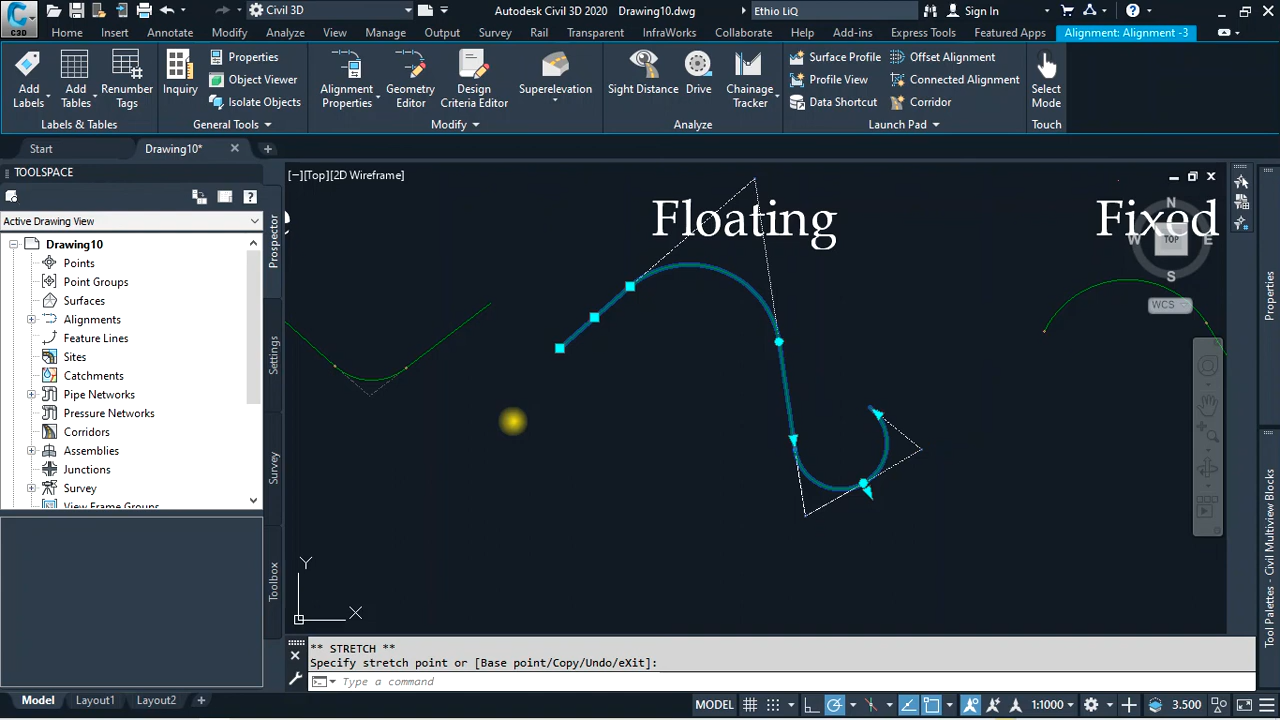 C3D
Civil 3D
Autodesk Civil 3D 2020 Drawing10.dwg
Ethio LiQ
Sign In
Home Insert Annotate Modify Analyze View Manage Output Survey Rail Transparent InfraWorks Collaborate Help Add-ins Express Tools Featured Apps Alignment: Alignment -3
Add Labels
Add Tables
Renumber Tags
Inquiry
Properties
Object Viewer
Isolate Objects
Alignment Properties
Geometry Editor
Design Criteria Editor
Superelevation
Sight Distance
Drive
Chainage Tracker
Surface Profile
Profile View
Data Shortcut
Offset Alignment
Connected Alignment
Corridor
Select Mode
Labels & Tables
General Tools
Modify
Analyze
Launch Pad
Touch
Start
Drawing10*
TOOLSPACE
Active Drawing View
Drawing10
Points
Point Groups
Surfaces
Alignments
Feature Lines
Sites
Catchments
Pipe Networks
Pressure Networks
Corridors
Assemblies
Junctions
Survey
View Frame Groups
Prospector
Settings
Survey
Toolbox
[−][Top][2D Wireframe]
e
Floating
Fixed
N
W
TOP
E
S
WCS
Y
X
Properties
Tool Palettes - Civil Multiview Blocks
** STRETCH **
Specify stretch point or [Base point/Copy/Undo/eXit]:
Type a command
Model Layout1 Layout2
MODEL
1:1000
3.500